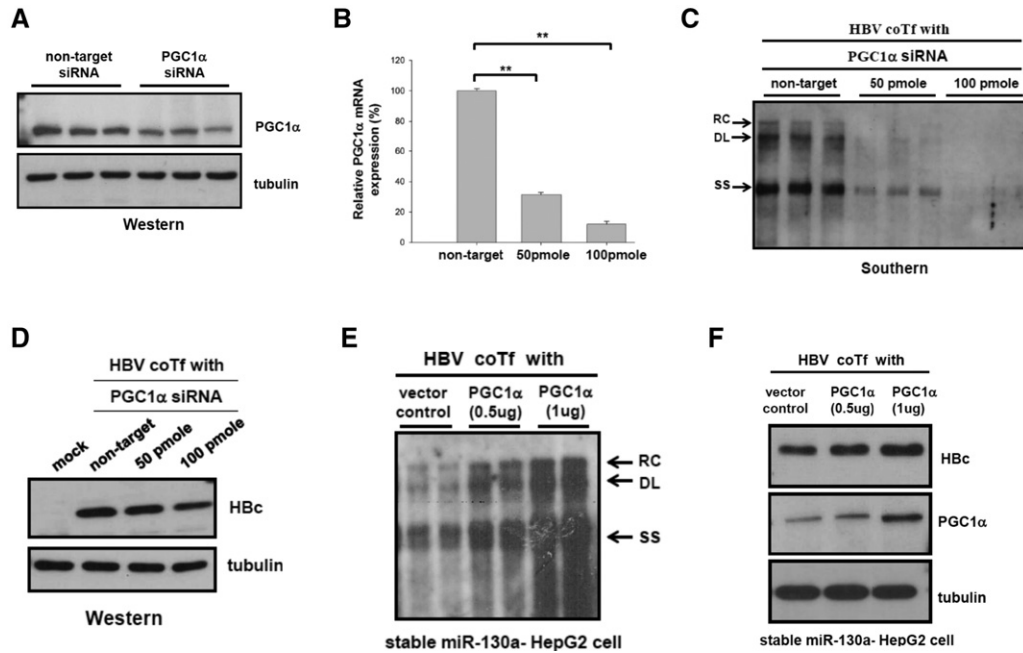 A
non-target
siRNA
PGC1α
siRNA
PGC1α
tubulin
Western
B
**
**
Relative PGC1α mRNA
expression (%)
120
100
80
60
40
20
0
non-target 50pmole 100pmole
C
HBV coTf with
PGC1α siRNA
non-target 50 pmole 100 pmole
RC
DL
SS
Southern
D
HBV coTf with
PGC1α siRNA
mock non-target 50 pmole 100 pmole
HBc
tubulin
Western
E
HBV coTf with
vector
control
PGC1α
(0.5ug)
PGC1α
(1ug)
RC
DL
SS
stable miR-130a- HepG2 cell
F
HBV coTf with
vector
control
PGC1α
(0.5ug)
PGC1α
(1ug)
HBc
PGC1α
tubulin
stable miR-130a- HepG2 cell